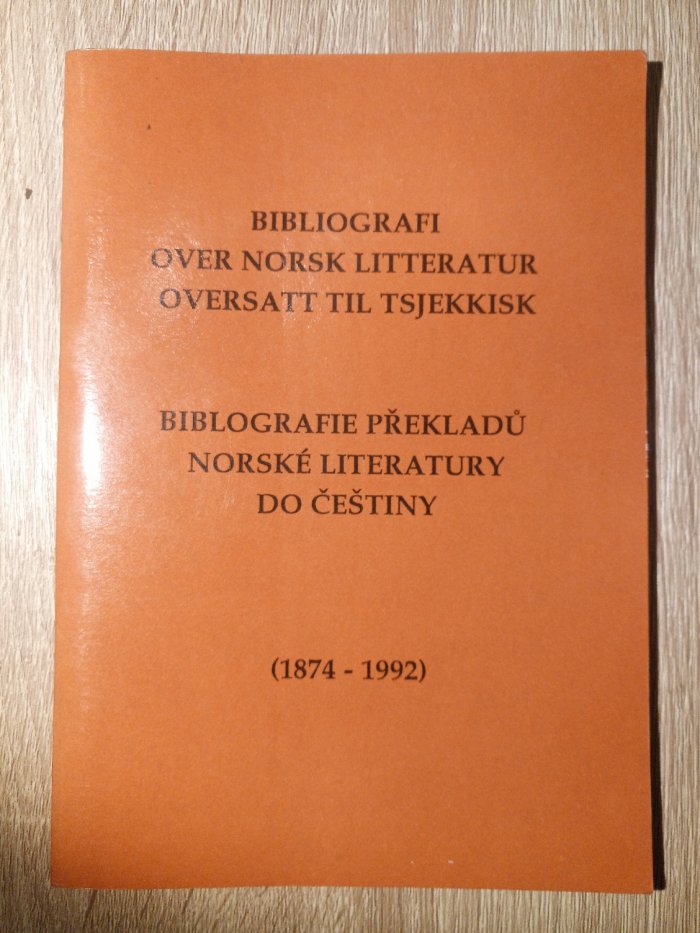 BIBLIOGRAFI
OVER NORSK LITTERATUR
OVERSATT TIL TSJEKKISK
BIBLOGRAFIE PŘEKLADŮ
NORSKÉ LITERATURY
DO ČEŠTINY
(1874 - 1992)